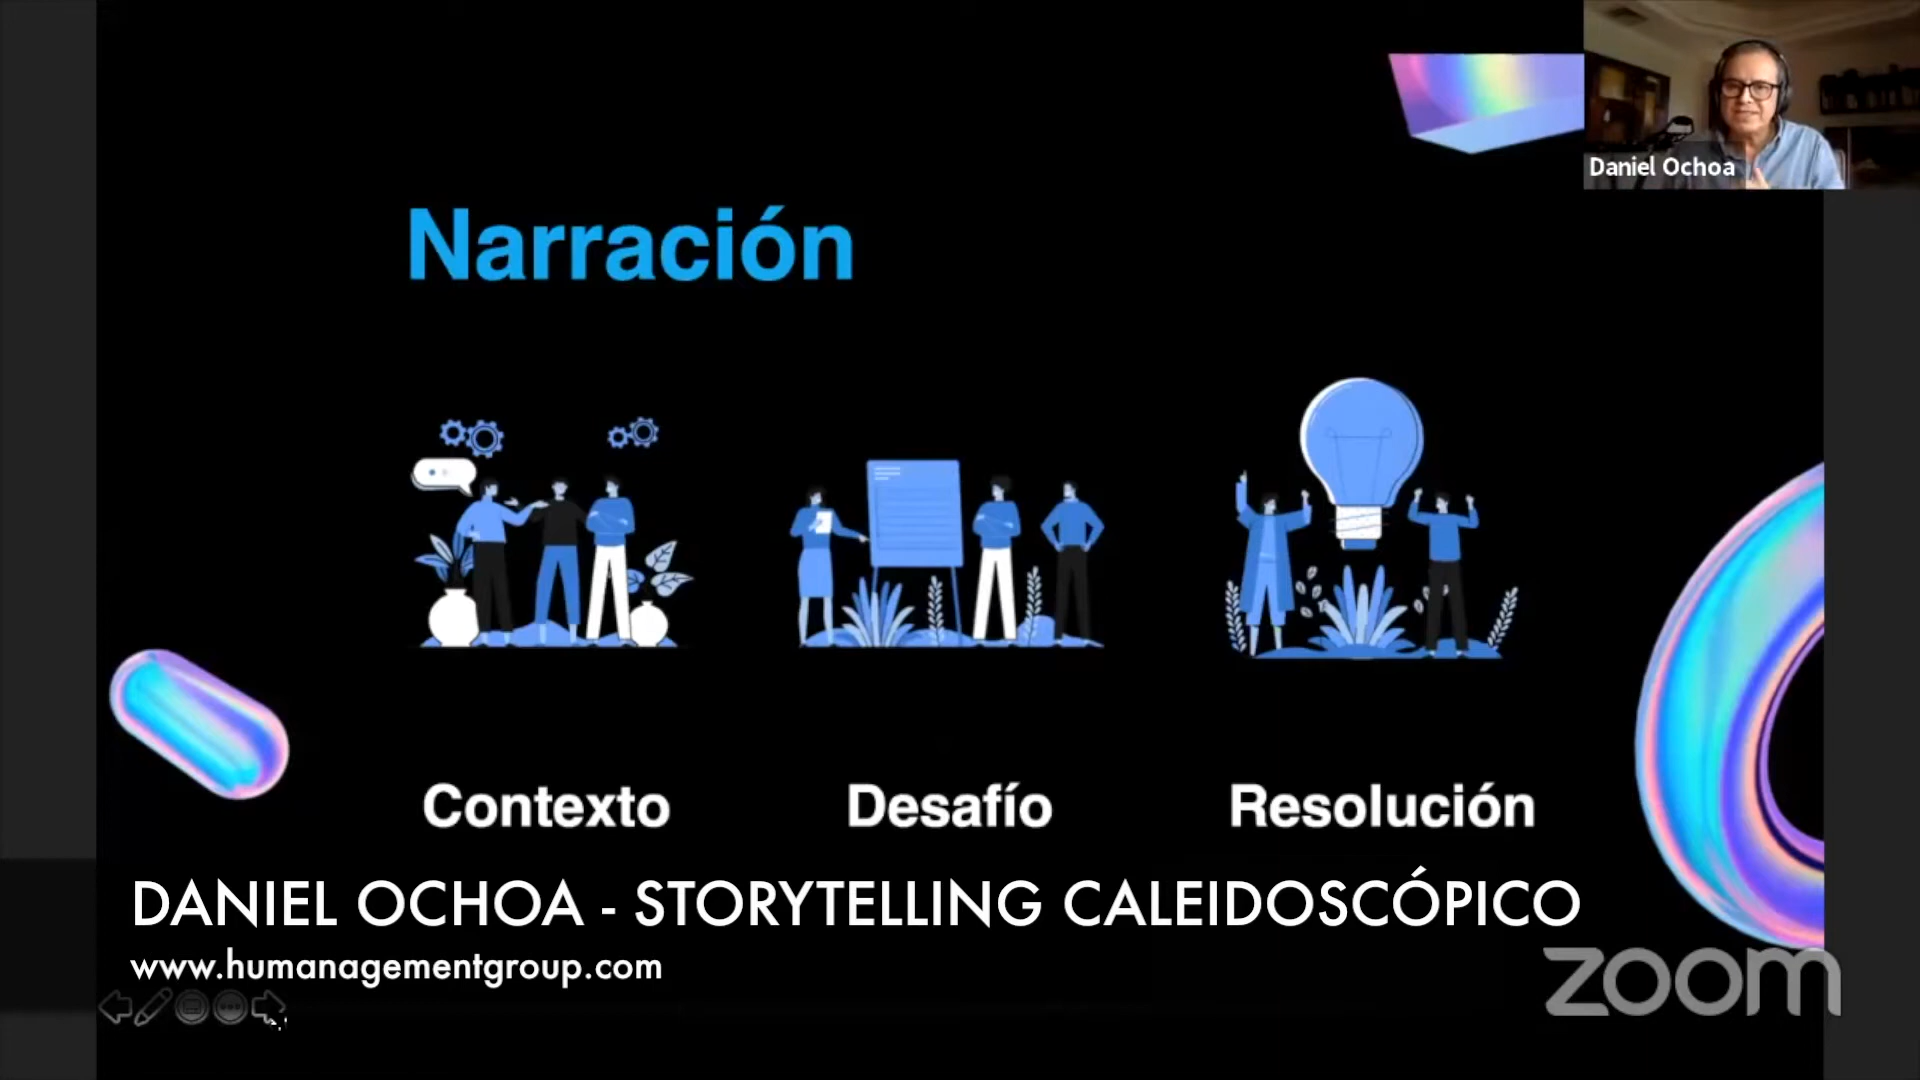 Daniel Ochoa
Narración
Contexto
Desafío
Resolución
DANIEL OCHOA - STORYTELLING CALEIDOSCÓPICO
www.humanagementgroup.com
zoom